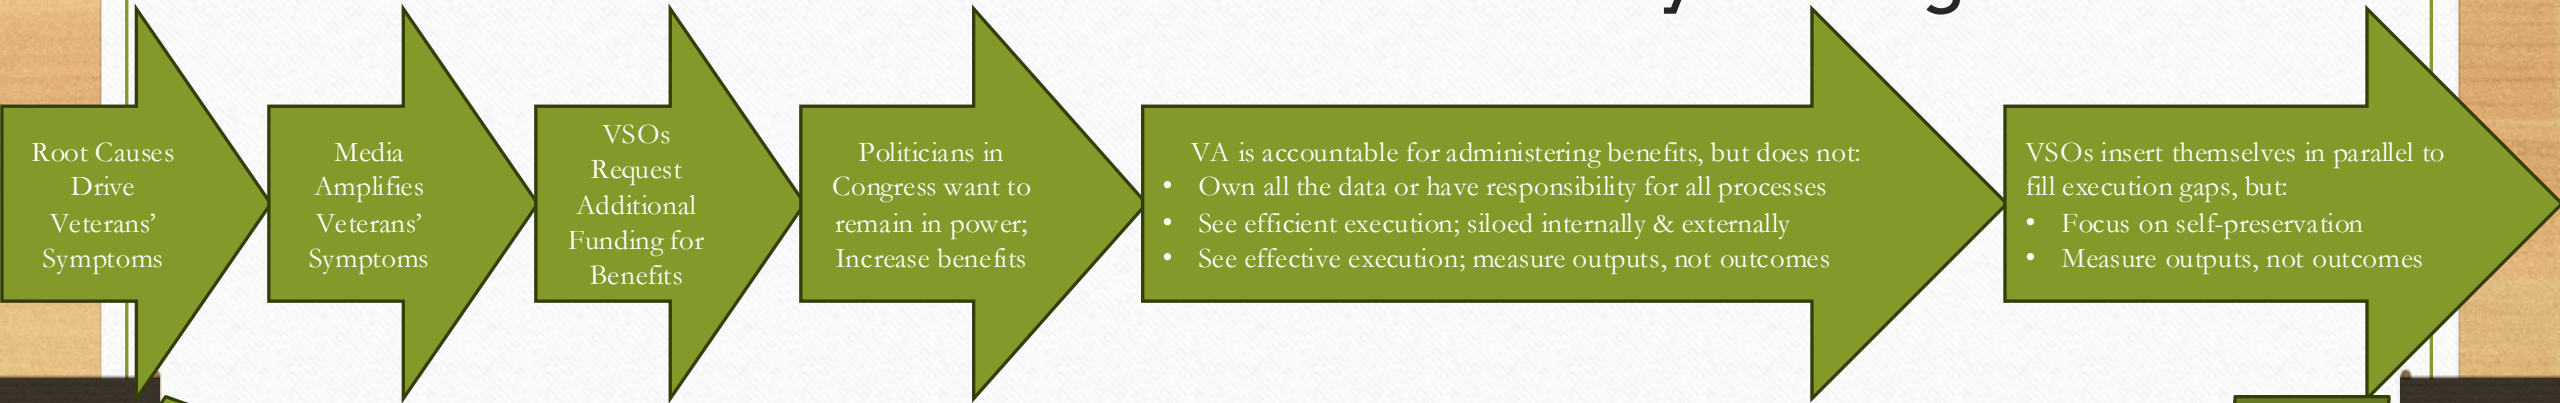 Root Causes
Drive
Veterans’
Symptoms
Media
Amplifies
Veterans’
Symptoms
VSOs
Request
Additional
Funding for
Benefits
Politicians in
Congress want to
remain in power;
Increase benefits
VA is accountable for administering benefits, but does not:
• Own all the data or have responsibility for all processes
• See efficient execution; siloed internally & externally
• See effective execution; measure outputs, not outcomes
VSOs insert themselves in parallel to
fill execution gaps, but:
• Focus on self-preservation
• Measure outputs, not outcomes